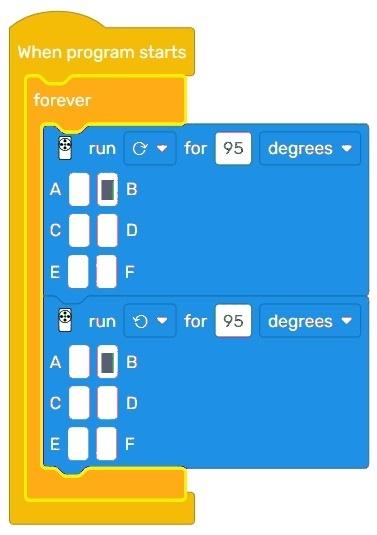 When program starts
forever
run for 95 degrees
A B
C D
E F
run for 95 degrees
A B
C D
E F